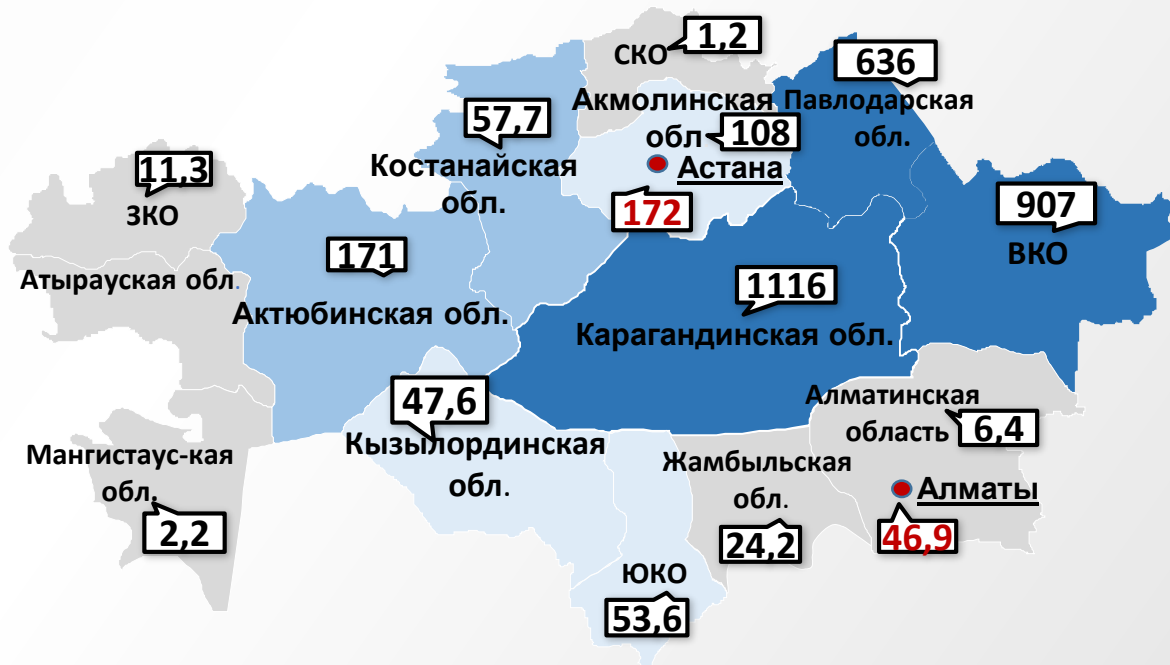 1,2
СКО
636
Акмолинская
обл
108
Павлодарская
обл.
57,7
Костанайская
обл.
Астана
172
11,3
ЗКО
907
ВКО
171
Атырауская обл.
Актюбинская обл.
1116
Карагандинская обл.
47,6
Кызылординская
обл.
Алматинская
область
6,4
Мангистаус-кая
обл.
2,2
Жамбыльская
обл.
24,2
Алматы
46,9
ЮКО
53,6